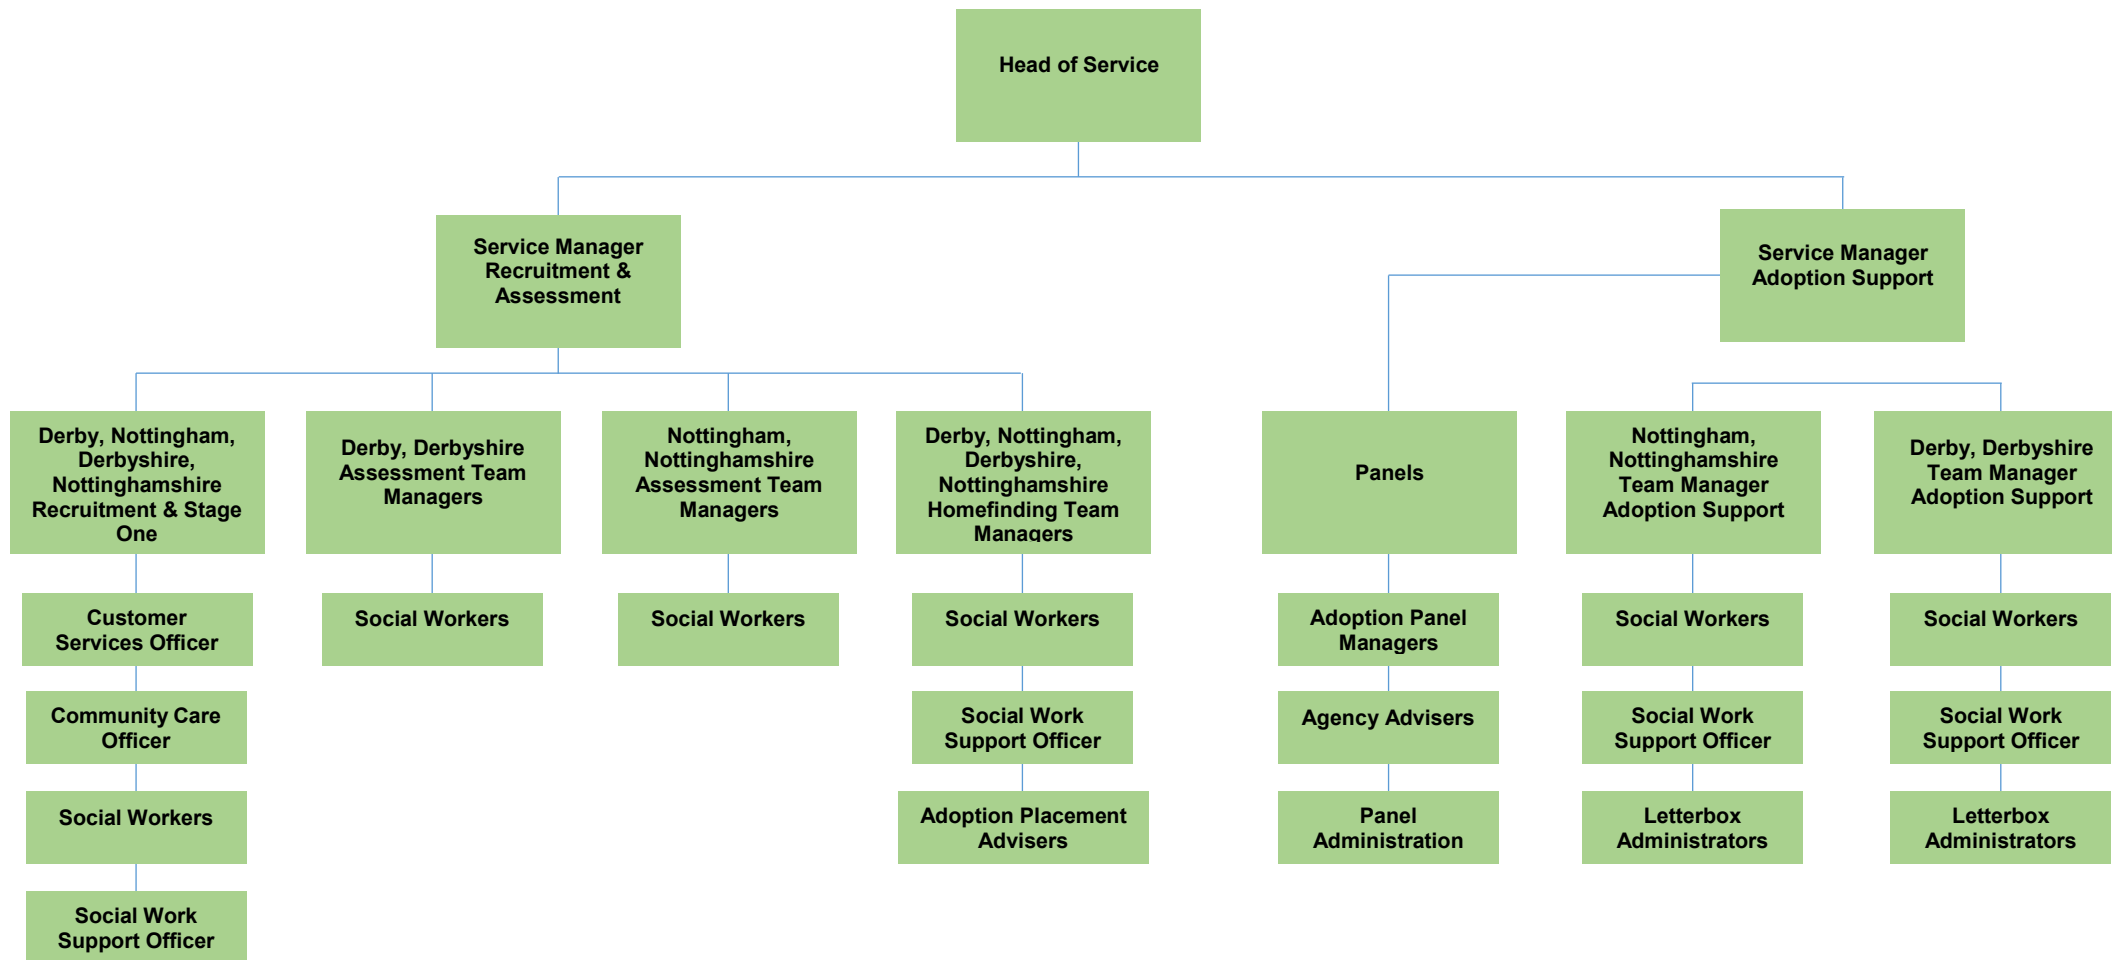 Head of Service
Service Manager
Recruitment &
Assessment
Service Manager
Adoption Support
Derby, Nottingham,
Derbyshire,
Nottinghamshire
Recruitment & Stage
One
Derby, Derbyshire
Assessment Team
Managers
Nottingham,
Nottinghamshire
Assessment Team
Managers
Derby, Nottingham,
Derbyshire,
Nottinghamshire
Homefinding Team
Managers
Panels
Nottingham,
Nottinghamshire
Team Manager
Adoption Support
Derby, Derbyshire
Team Manager
Adoption Support
Customer
Services Officer
Social Workers
Social Workers
Social Workers
Adoption Panel
Managers
Social Workers
Social Workers
Community Care
Officer
Social Work
Support Officer
Agency Advisers
Social Work
Support Officer
Social Work
Support Officer
Social Workers
Adoption Placement
Advisers
Panel
Administration
Letterbox
Administrators
Letterbox
Administrators
Social Work
Support Officer